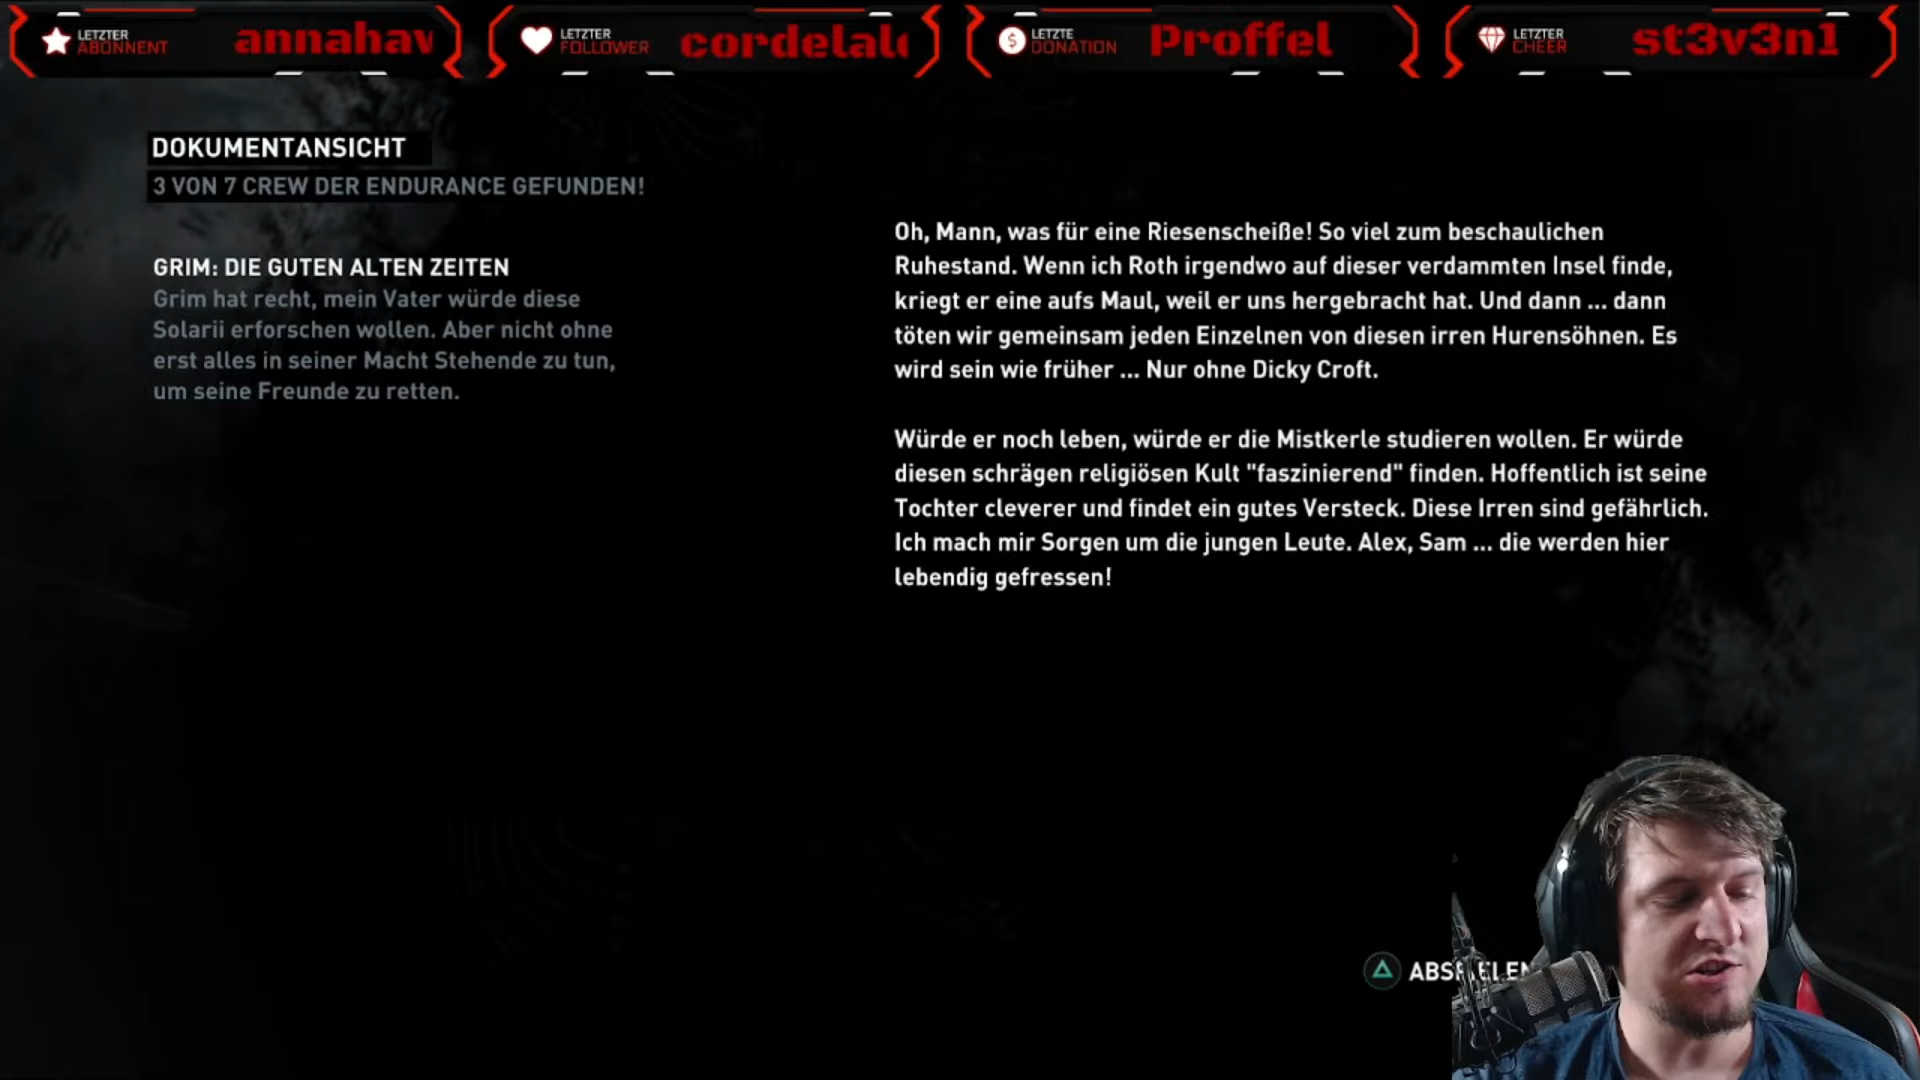 LETZTER
ABONNENT
annahav
LETZTER
FOLLOWER
LETZTE
DONATION
Proffel
LETZTER
CHEER
st3v3n1
DOKUMENTANSICHT
3 VON 7 CREW DER ENDURANCE GEFUNDEN!
GRIM: DIE GUTEN ALTEN ZEITEN
Grim hat recht, mein Vater würde diese
Solarii erforschen wollen. Aber nicht ohne
erst alles in seiner Macht Stehende zu tun,
um seine Freunde zu retten.
Oh, Mann, was für eine Riesenscheiße! So viel zum beschaulichen
Ruhestand. Wenn ich Roth irgendwo auf dieser verdammten Insel finde,
kriegt er eine aufs Maul, weil er uns hergebracht hat. Und dann ... dann
töten wir gemeinsam jeden Einzelnen von diesen irren Hurensöhnen. Es
wird sein wie früher ... Nur ohne Dicky Croft.
Würde er noch leben, würde er die Mistkerle studieren wollen. Er würde
diesen schrägen religiösen Kult "faszinierend" finden. Hoffentlich ist seine
Tochter cleverer und findet ein gutes Versteck. Diese Irren sind gefährlich.
Ich mach mir Sorgen um die jungen Leute. Alex, Sam ... die werden hier
lebendig gefressen!
ABSPIELEN